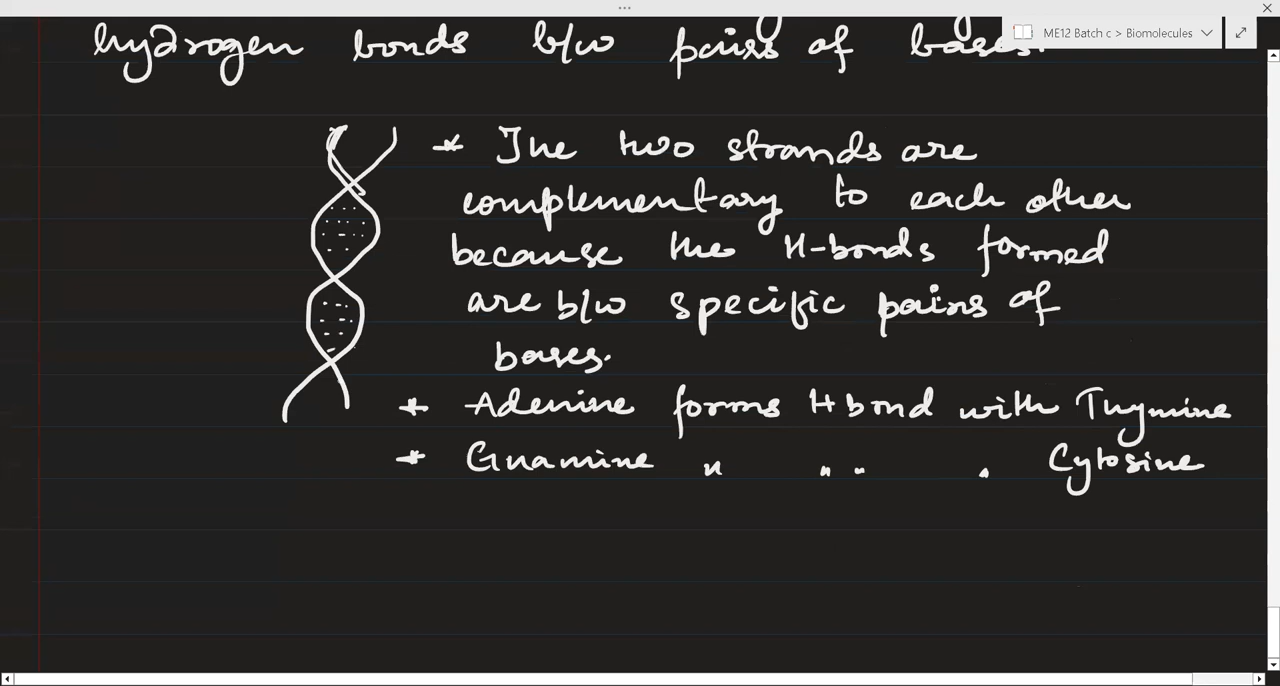 ME12 Batch c > Biomolecules
hydrogen bonds b/w pairs of bases.
* The two strands are
complementary to each other
because the H-bonds formed
are b/w specific pairs of
bases.
* Adenine forms H bond with Thymine
* Gnamine " " " " Cytosine